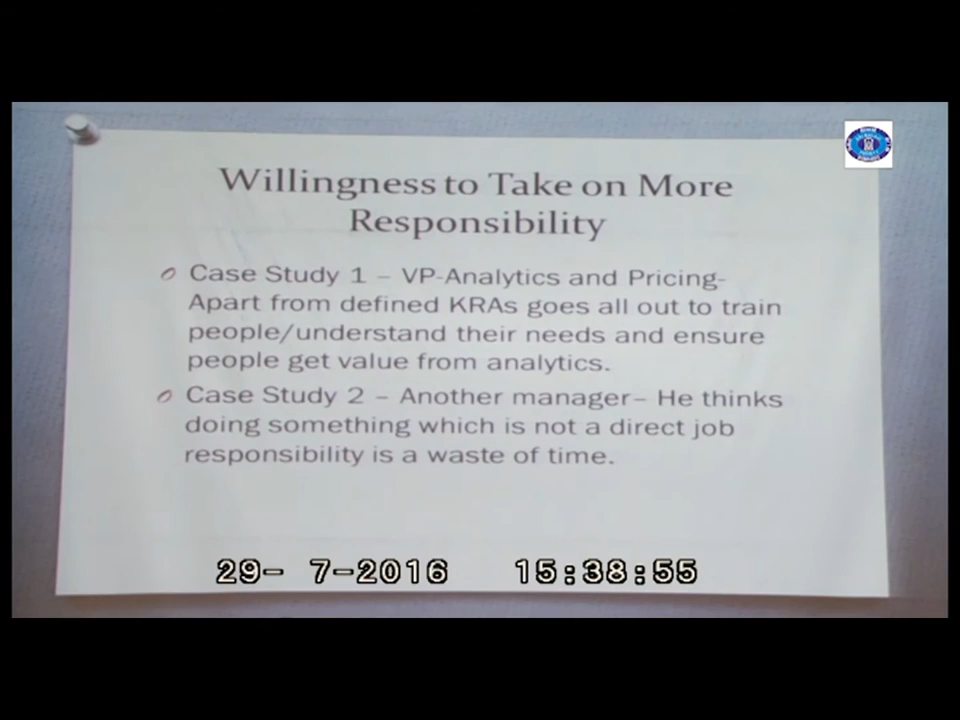 Willingness to Take on More
Responsibility
Case Study 1 – VP-Analytics and Pricing-
Apart from defined KRAs goes all out to train
people/understand their needs and ensure
people get value from analytics.
Case Study 2 – Another manager– He thinks
doing something which is not a direct job
responsibility is a waste of time.
29- 7-2016 15:38:55